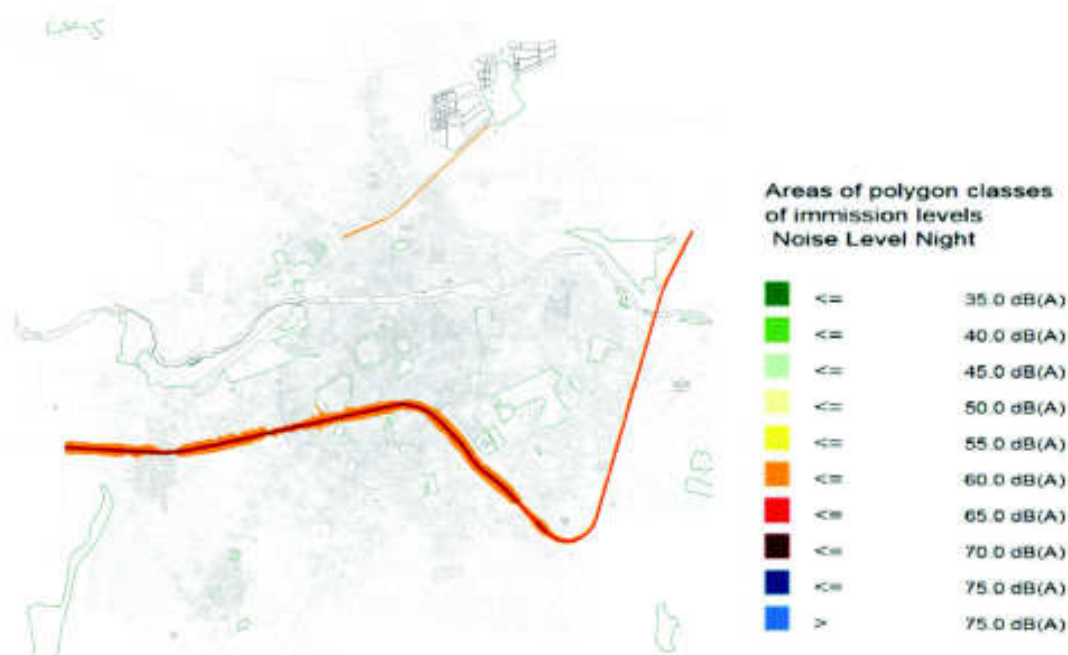 Areas of polygon classes
of immission levels
Noise Level Night
<= 35.0 dB(A)
<= 40.0 dB(A)
<= 45.0 dB(A)
<= 50.0 dB(A)
<= 55.0 dB(A)
<= 60.0 dB(A)
<= 65.0 dB(A)
<= 70.0 dB(A)
<= 75.0 dB(A)
> 75.0 dB(A)